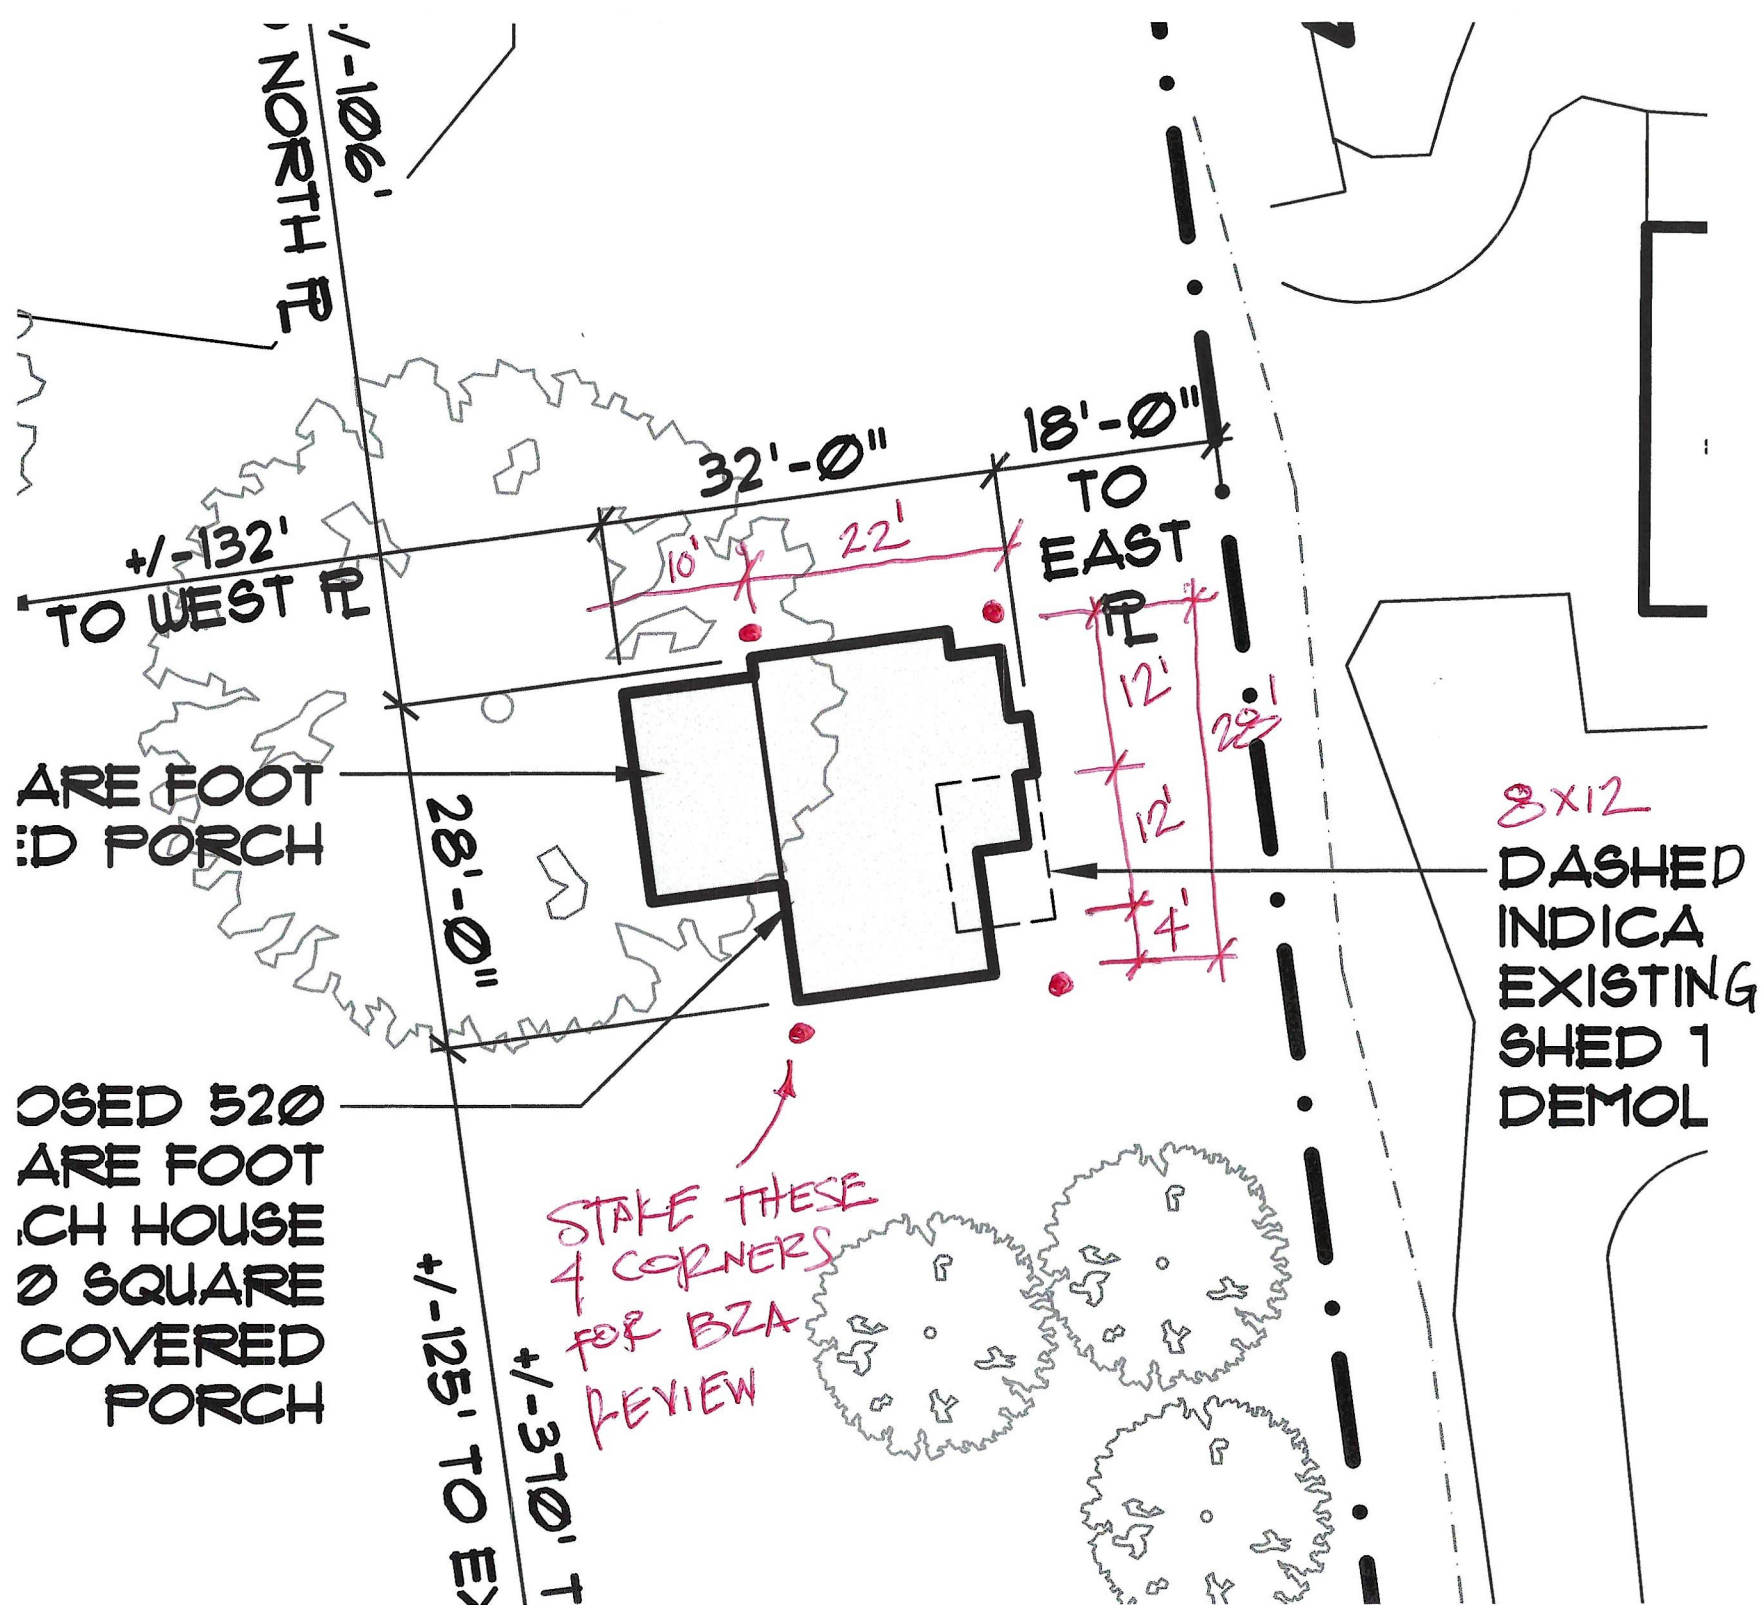 +/-106'
NORTH PL
32'-0"
18'-0"
TO
EAST
PL
+/-132'
TO WEST PL
10'
22'
12'
28'
12'
4'
ARE FOOT
ED PORCH
28'-0"
8X12
DASHED
INDICA
EXISTING
SHED T
DEMOL
OSED 520
ARE FOOT
CH HOUSE
0 SQUARE
COVERED
PORCH
STAKE THESE
4 CORNERS
FOR BZA
REVIEW
+/-125' TO EX
+/-370' T